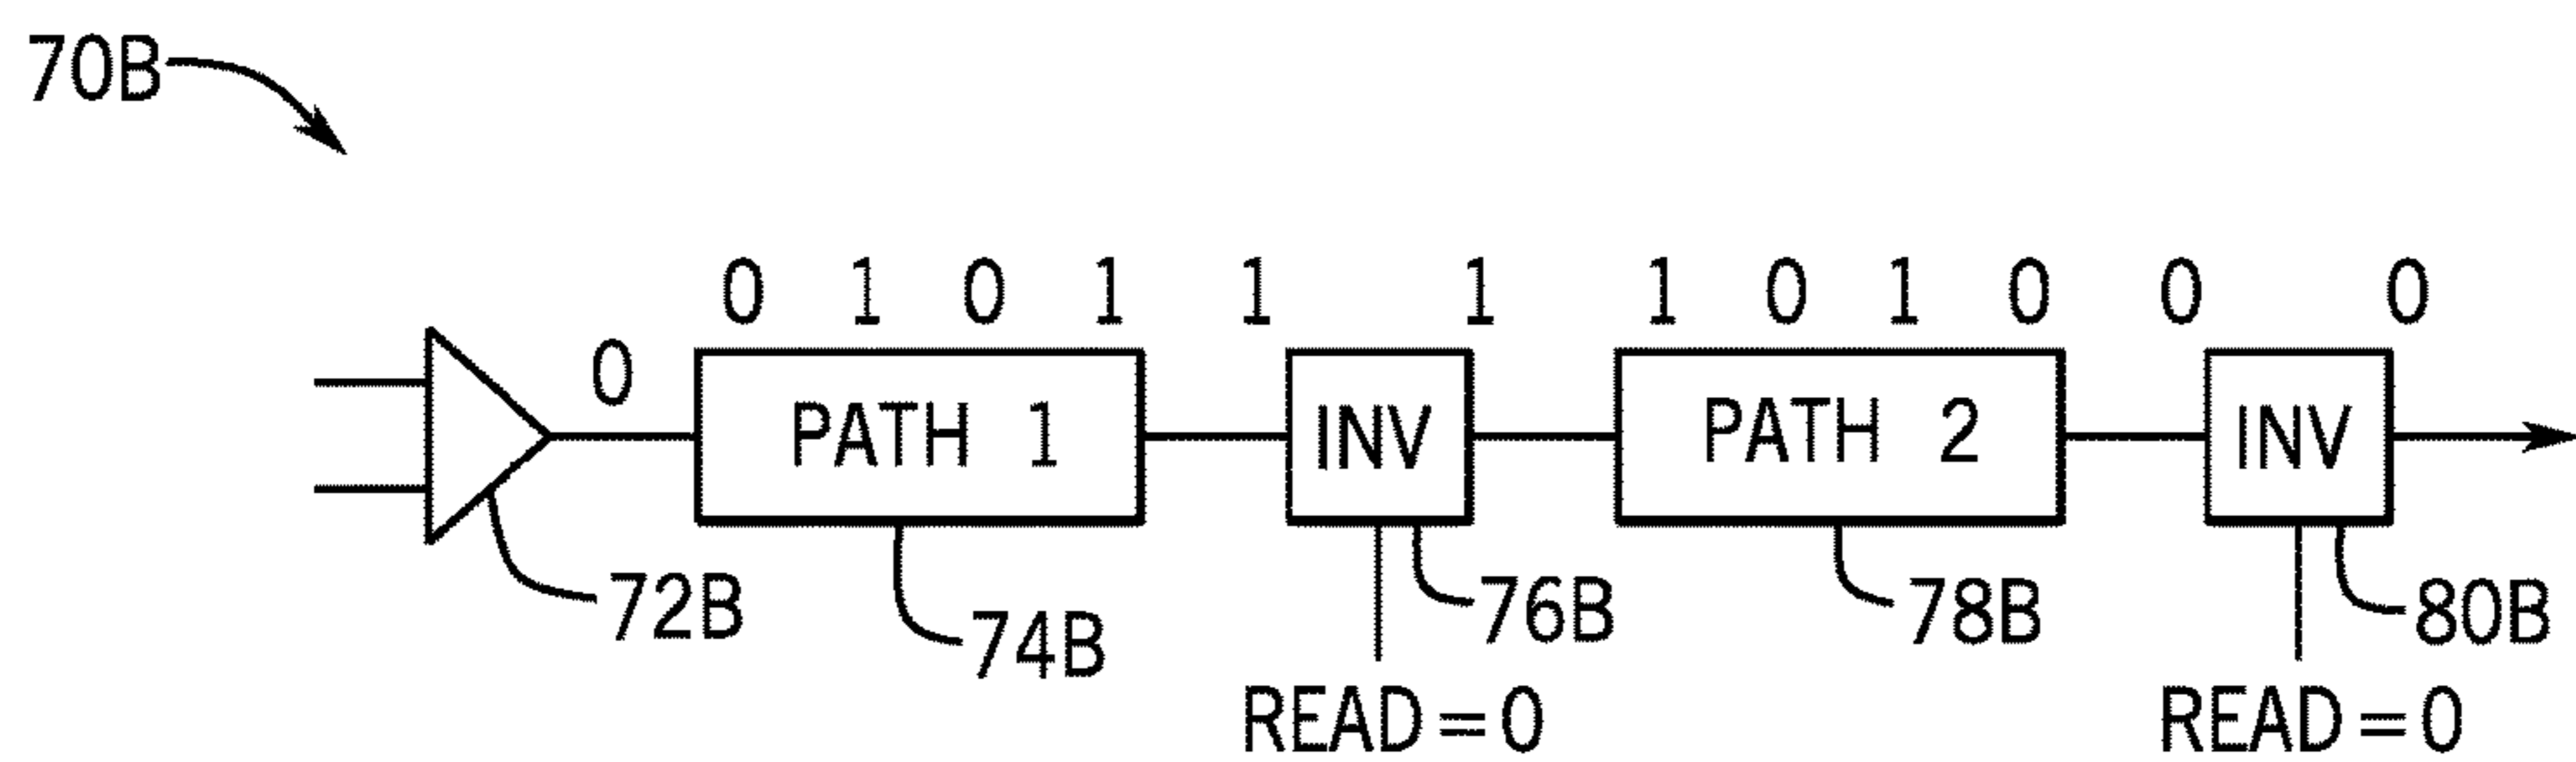 70B
0 1 0 1 1 1 1 0 1 0 0 0
0
PATH 1 INV PATH 2 INV
72B 74B 76B 78B 80B
READ=0 READ=0